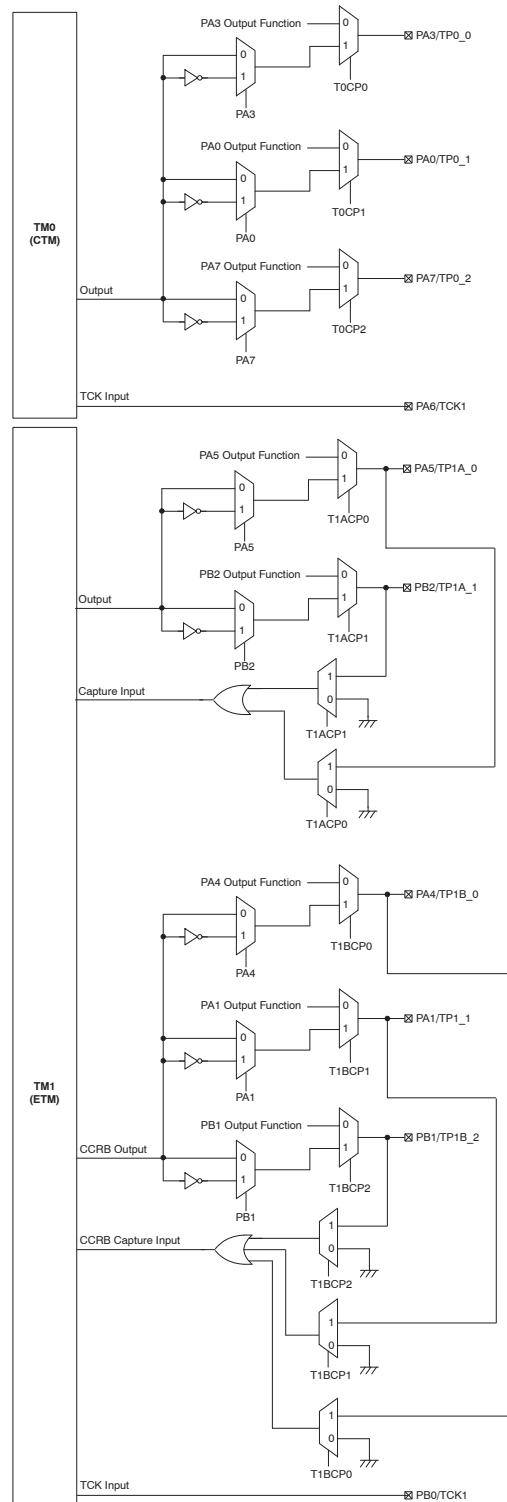 PA3 Output Function
0
1
PA3/TP0_0
0
1
T0CP0
PA3
PA0 Output Function
0
1
PA0/TP0_1
0
1
T0CP1
PA0
TM0
(CTM)
PA7 Output Function
0
1
PA7/TP0_2
Output
0
1
T0CP2
PA7
TCK Input
PA6/TCK1
PA5 Output Function
0
1
PA5/TP1A_0
0
1
T1ACP0
PA5
PB2 Output Function
0
1
PB2/TP1A_1
Output
0
1
T1ACP1
PB2
Capture Input
1
0
T1ACP1
1
0
T1ACP0
PA4 Output Function
0
1
PA4/TP1B_0
0
1
T1BCP0
PA4
PA1 Output Function
0
1
PA1/TP1_1
0
1
T1BCP1
PA1
TM1
(ETM)
PB1 Output Function
0
1
PB1/TP1B_2
CCRB Output
0
1
T1BCP2
PB1
CCRB Capture Input
1
0
T1BCP2
1
0
T1BCP1
1
0
T1BCP0
TCK Input
PB0/TCK1